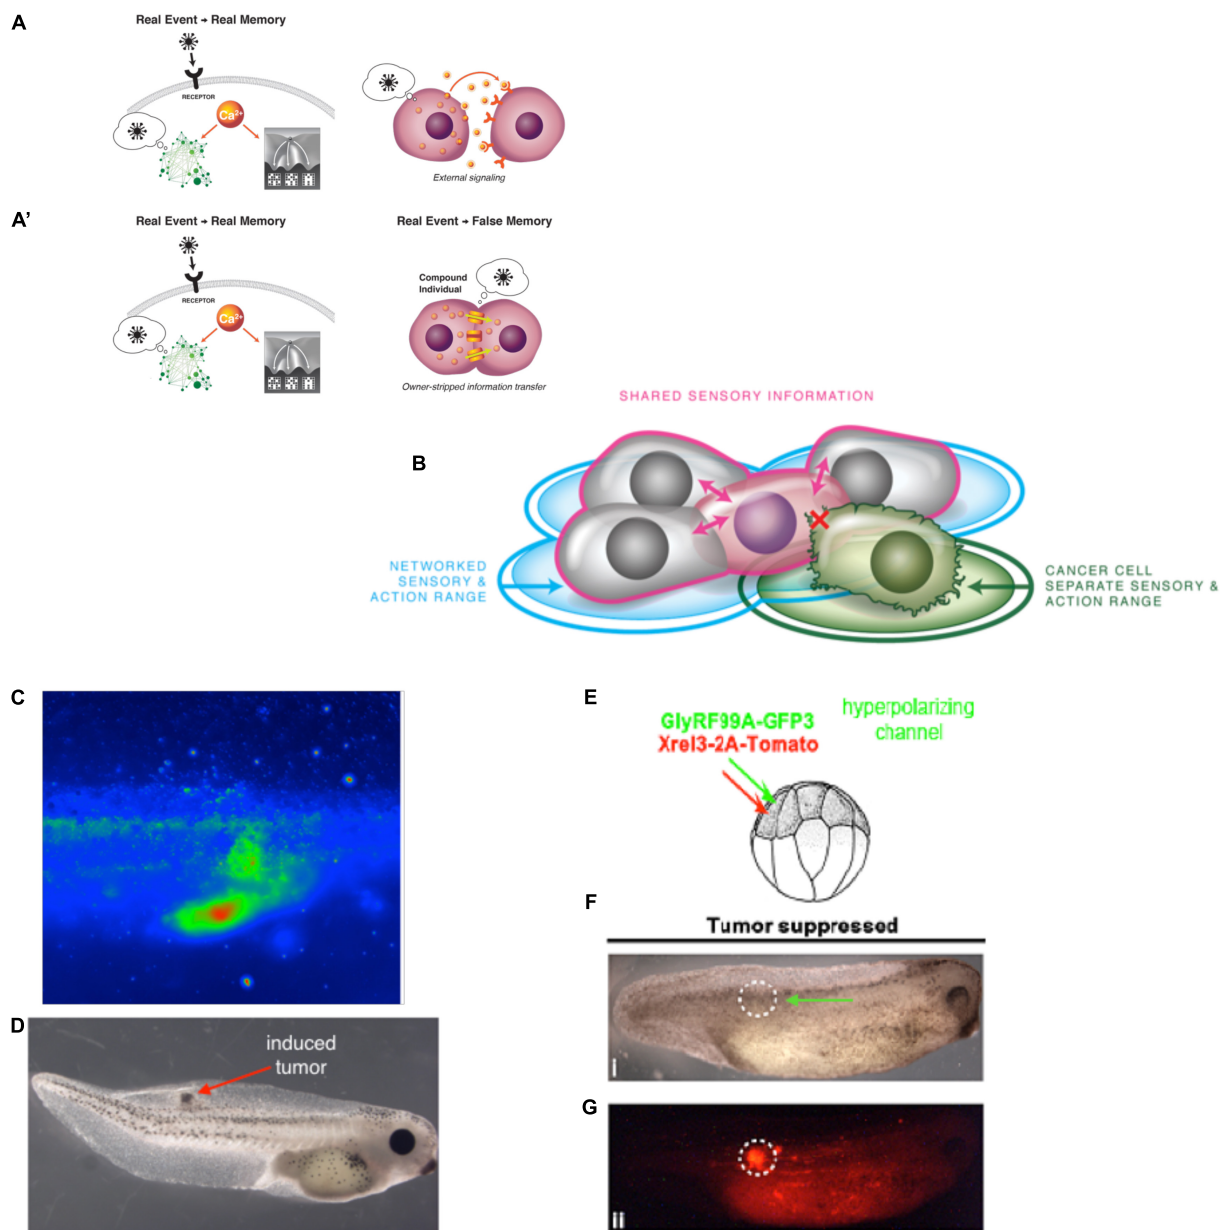 A
Real Event → Real Memory
RECEPTOR
Ca²⁺
External signaling
A’
Real Event → Real Memory
Real Event → False Memory
RECEPTOR
Ca²⁺
Compound
Individual
Owner-stripped information transfer
B
SHARED SENSORY INFORMATION
NETWORKED
SENSORY &
ACTION RANGE
CANCER CELL
SEPARATE SENSORY &
ACTION RANGE
C
D
induced
tumor
E
GlyRF99A-GFP3
Xrel3-2A-Tomato
hyperpolarizing
channel
F
Tumor suppressed
i
G
ii